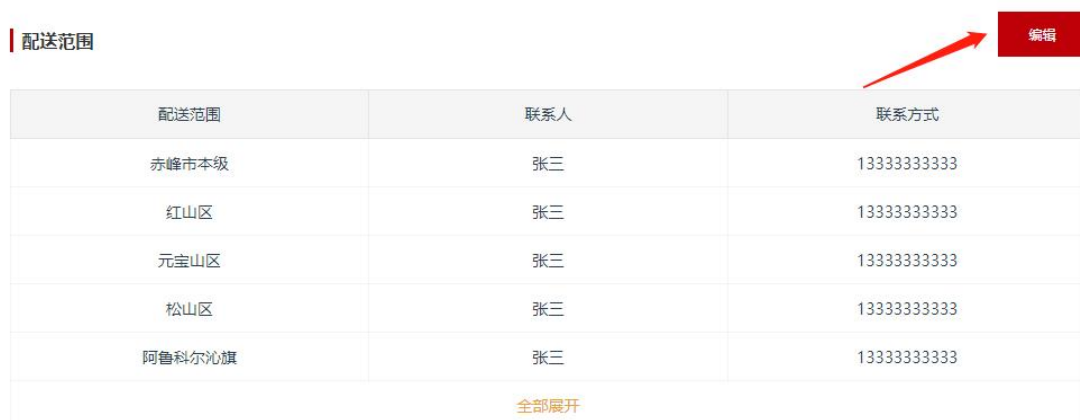 配送范围 编辑
配送范围 联系人 联系方式
赤峰市本级 张三 13333333333
红山区 张三 13333333333
元宝山区 张三 13333333333
松山区 张三 13333333333
阿鲁科尔沁旗 张三 13333333333
全部展开